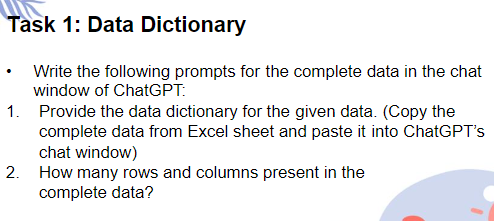 Task 1: Data Dictionary
• Write the following prompts for the complete data in the chat
window of ChatGPT:
1. Provide the data dictionary for the given data. (Copy the
complete data from Excel sheet and paste it into ChatGPT's
chat window)
2. How many rows and columns present in the
complete data?